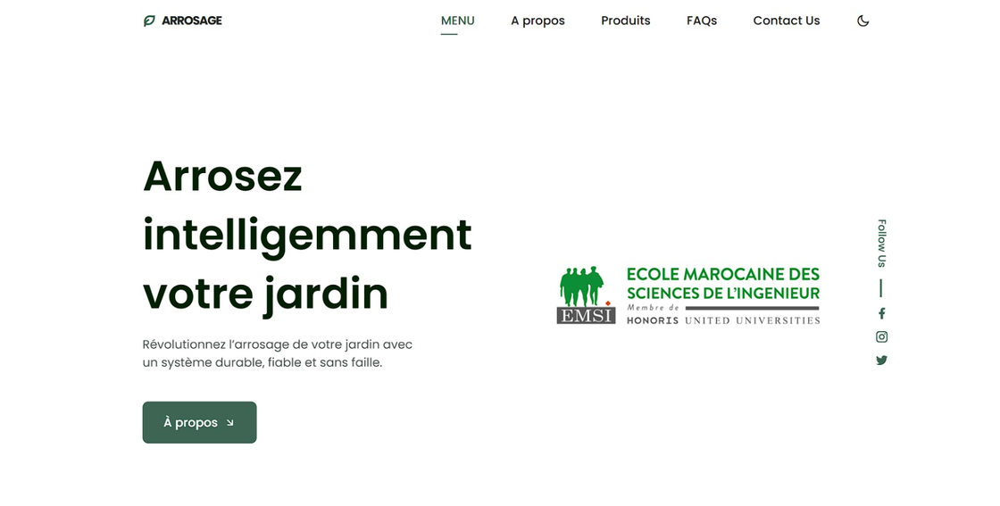 ARROSAGE
MENU
A propos
Produits
FAQs
Contact Us
Arrosez
intelligemment
votre jardin
Révolutionnez l’arrosage de votre jardin avec
un système durable, fiable et sans faille.
À propos
EMSI
ECOLE MAROCAINE DES
SCIENCES DE L’INGENIEUR
Membre de
HONORIS UNITED UNIVERSITIES
Follow Us